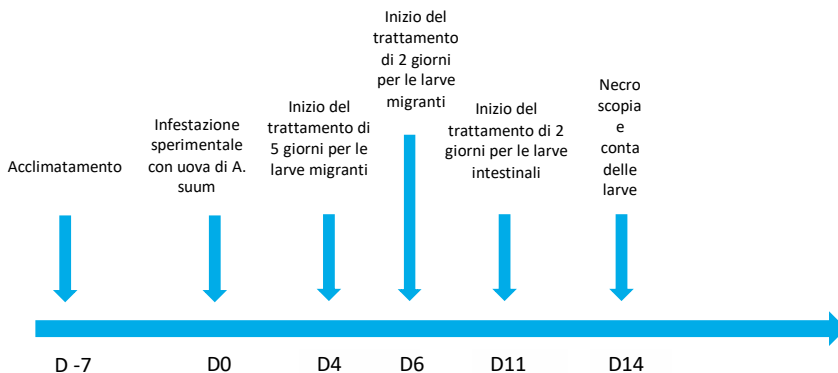 Acclimatamento
Infestazione
sperimentale
con uova di A.
suum
Inizio del
trattamento di
5 giorni per le
larve migranti
Inizio del
trattamento
di 2 giorni
per le larve
migranti
Inizio del
trattamento di 2
giorni per le larve
intestinali
Necro
scopia
e
conta
delle
larve
D -7
D0
D4
D6
D11
D14